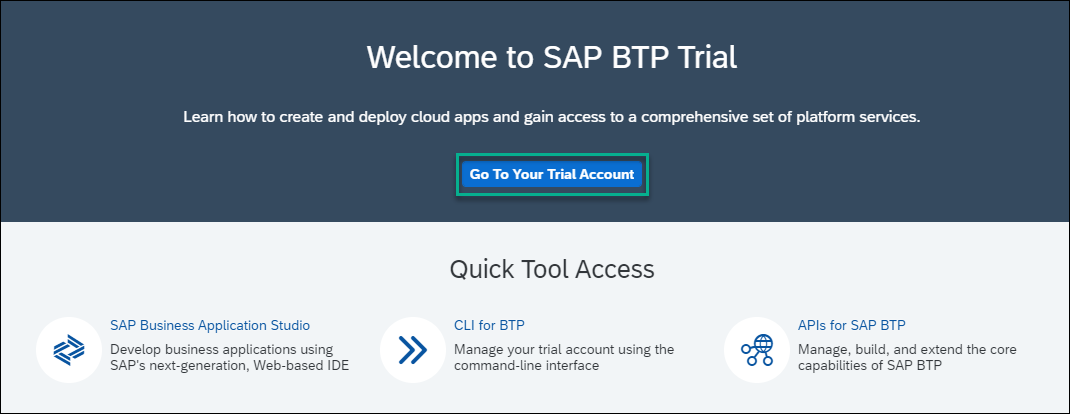 Welcome to SAP BTP Trial
Learn how to create and deploy cloud apps and gain access to a comprehensive set of platform services.
Go To Your Trial Account
Quick Tool Access
SAP Business Application Studio
Develop business applications using
SAP's next-generation, Web-based IDE
CLI for BTP
Manage your trial account using the
command-line interface
APIs for SAP BTP
Manage, build, and extend the core
capabilities of SAP BTP